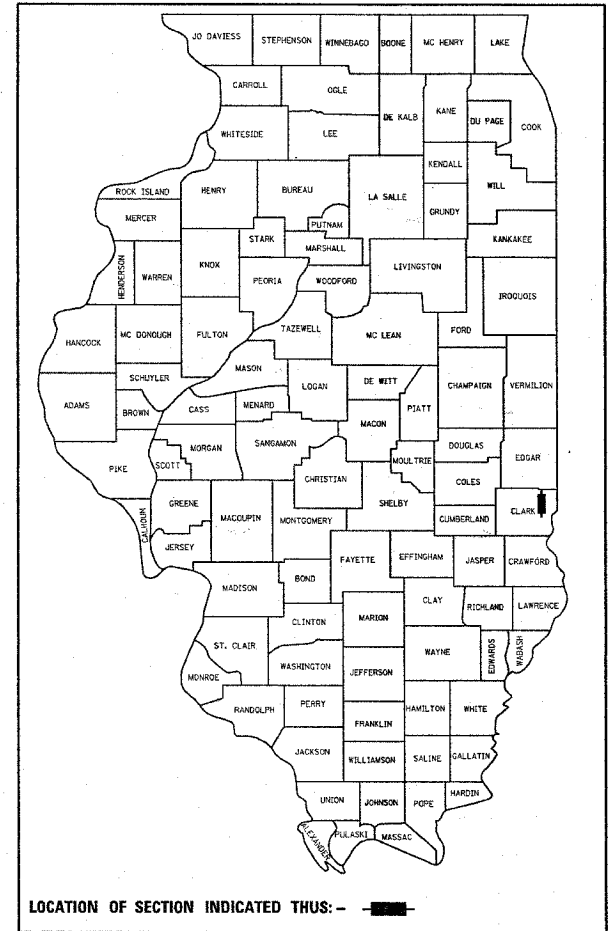 JO DAVIESS STEPHENSON WINNEBAGO BOONE MC HENRY LAKE
CARROLL OGLE DE KALB KANE DU PAGE COOK
WHITESIDE LEE
KENDALL WILL
ROCK ISLAND HENRY BUREAU LA SALLE GRUNDY
MERCER PUTNAM KANKAKEE
HENDERSON WARREN KNOX STARK MARSHALL LIVINGSTON
PEORIA WOODFORD IROQUOIS
HANCOCK MC DONOUGH FULTON TAZEWELL MC LEAN FORD
MASON
SCHUYLER LOGAN DE WITT CHAMPAIGN VERMILION
ADAMS BROWN CASS MENARD PIATT
MACON
MORGAN SANGAMON DOUGLAS
PIKE SCOTT CHRISTIAN MOULTRIE EDGAR
COLES
CALHOUN GREENE MACOUPIN MONTGOMERY SHELBY CUMBERLAND CLARK
JERSEY
FAYETTE EFFINGHAM JASPER CRAWFORD
MADISON BOND
CLAY RICHLAND LAWRENCE
CLINTON MARION
ST. CLAIR WAYNE EDWARDS WABASH
WASHINGTON JEFFERSON
MONROE
RANDOLPH PERRY HAMILTON WHITE
FRANKLIN
JACKSON WILLIAMSON SALINE GALLATIN
UNION JOHNSON POPE HARDIN
ALEXANDER PULASKI MASSAC
LOCATION OF SECTION INDICATED THUS: –